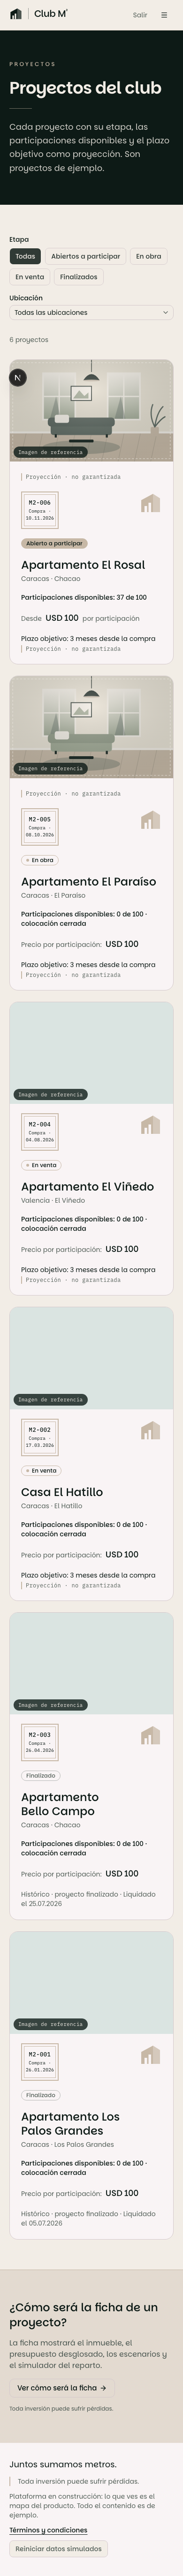 Club M²
Salir
PROYECTOS
Proyectos del club
Cada proyecto con su etapa, las
participaciones disponibles y el plazo
objetivo como proyección. Son
proyectos de ejemplo.
Etapa
Todas
Abiertos a participar
En obra
En venta
Finalizados
Ubicación
Todas las ubicaciones
6 proyectos
N
Imagen de referencia
Proyección · no garantizada
M2-006
Compra ·
10.11.2026
Abierto a participar
Apartamento El Rosal
Caracas · Chacao
Participaciones disponibles: 37 de 100
Desde USD 100 por participación
Plazo objetivo: 3 meses desde la compra
Proyección · no garantizada
Imagen de referencia
Proyección · no garantizada
M2-005
Compra ·
08.10.2026
En obra
Apartamento El Paraíso
Caracas · El Paraíso
Participaciones disponibles: 0 de 100 ·
colocación cerrada
Precio por participación: USD 100
Plazo objetivo: 3 meses desde la compra
Proyección · no garantizada
Imagen de referencia
M2-004
Compra ·
04.08.2026
En venta
Apartamento El Viñedo
Valencia · El Viñedo
Participaciones disponibles: 0 de 100 ·
colocación cerrada
Precio por participación: USD 100
Plazo objetivo: 3 meses desde la compra
Proyección · no garantizada
Imagen de referencia
M2-002
Compra ·
17.03.2026
En venta
Casa El Hatillo
Caracas · El Hatillo
Participaciones disponibles: 0 de 100 ·
colocación cerrada
Precio por participación: USD 100
Plazo objetivo: 3 meses desde la compra
Proyección · no garantizada
Imagen de referencia
M2-003
Compra ·
26.04.2026
Finalizado
Apartamento
Bello Campo
Caracas · Chacao
Participaciones disponibles: 0 de 100 ·
colocación cerrada
Precio por participación: USD 100
Histórico · proyecto finalizado · Liquidado
el 25.07.2026
Imagen de referencia
M2-001
Compra ·
26.01.2026
Finalizado
Apartamento Los
Palos Grandes
Caracas · Los Palos Grandes
Participaciones disponibles: 0 de 100 ·
colocación cerrada
Precio por participación: USD 100
Histórico · proyecto finalizado · Liquidado
el 05.07.2026
¿Cómo será la ficha de un
proyecto?
La ficha mostrará el inmueble, el
presupuesto desglosado, los escenarios y
el simulador del reparto.
Ver cómo será la ficha →
Toda inversión puede sufrir pérdidas.
Juntos sumamos metros.
Toda inversión puede sufrir pérdidas.
Plataforma en construcción: lo que ves es el
mapa del producto. Todo el contenido es de
ejemplo.
Términos y condiciones
Reiniciar datos simulados